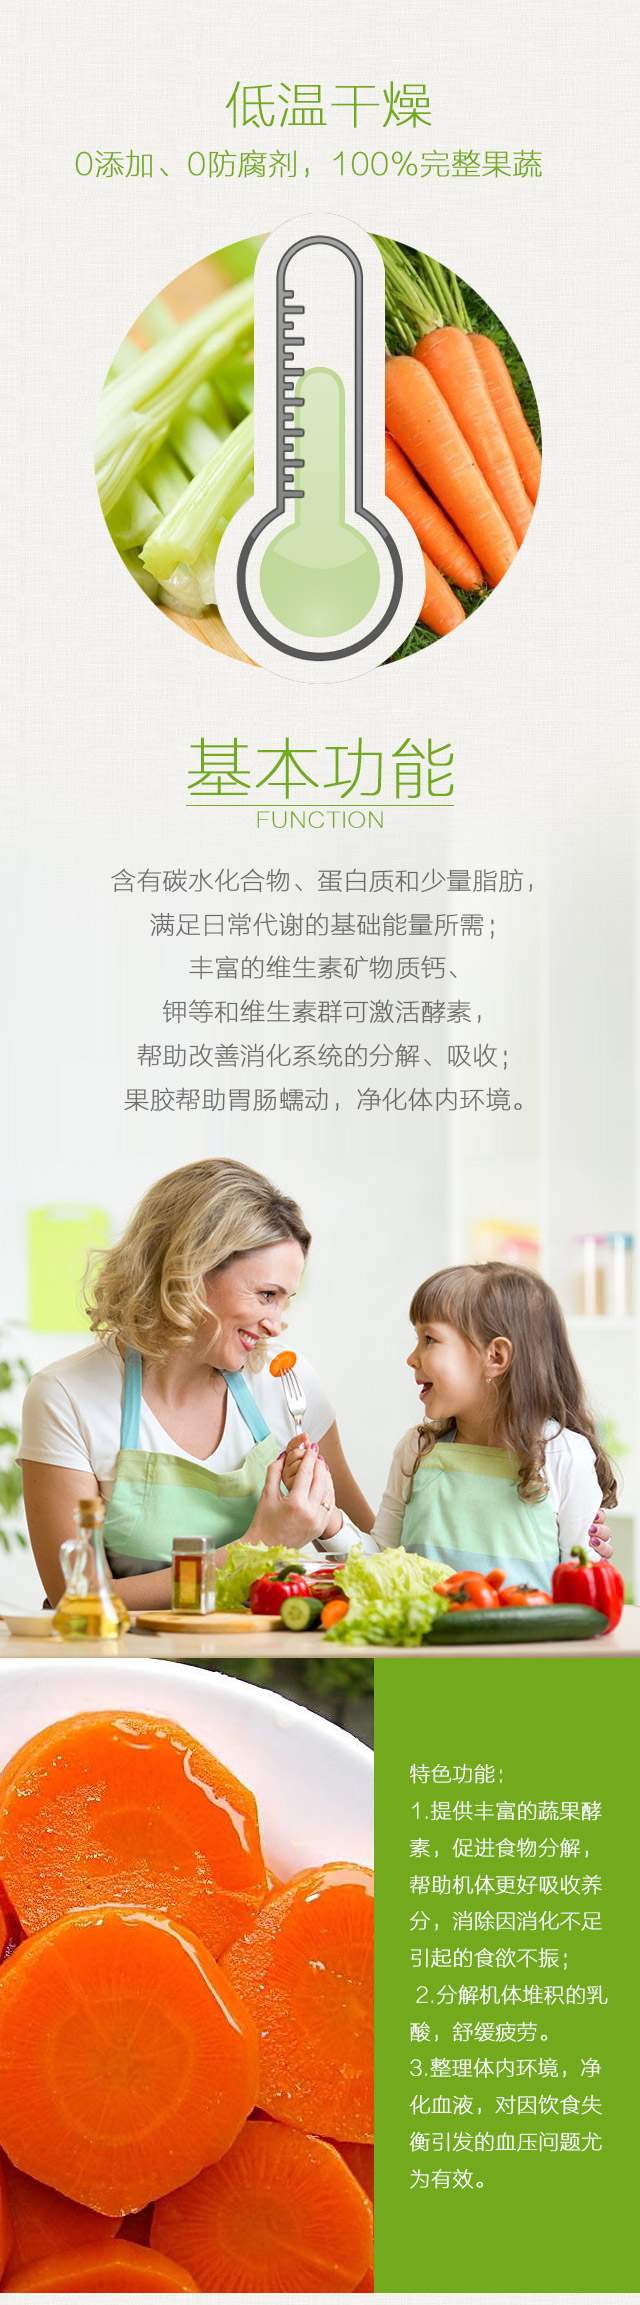 低温干燥
0添加、0防腐剂，100%完整果蔬
基本功能
FUNCTION
含有碳水化合物、蛋白质和少量脂肪，
满足日常代谢的基础能量所需；
丰富的维生素矿物质钙、
钾等和维生素群可激活酵素，
帮助改善消化系统的分解、吸收；
果胶帮助胃肠蠕动，净化体内环境。
特色功能：
1.提供丰富的蔬果酵
素，促进食物分解，
帮助机体更好吸收养
分，消除因消化不足
引起的食欲不振；
2.分解机体堆积的乳
酸，舒缓疲劳。
3.整理体内环境，净
化血液，对因饮食失
衡引发的血压问题尤
为有效。